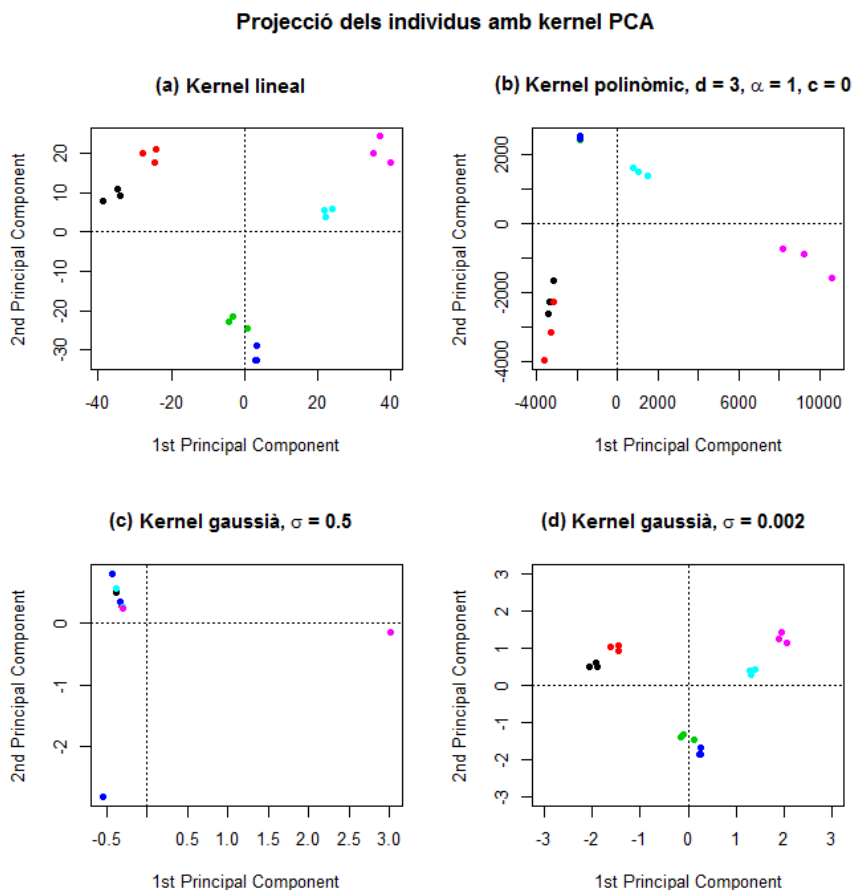 Projecció dels individus amb kernel PCA
(a) Kernel lineal
2nd Principal Component
20
10
0
-10
-20
-30
-40 -20 0 20 40
1st Principal Component
(b) Kernel polinòmic, d = 3, α = 1, c = 0
2nd Principal Component
2000
0
-2000
-4000
-4000 0 2000 6000 10000
1st Principal Component
(c) Kernel gaussià, σ = 0.5
2nd Principal Component
0
-1
-2
-0.5 0.5 1.0 1.5 2.0 2.5 3.0
1st Principal Component
(d) Kernel gaussià, σ = 0.002
2nd Principal Component
3
2
1
0
-1
-2
-3
-3 -2 -1 0 1 2 3
1st Principal Component